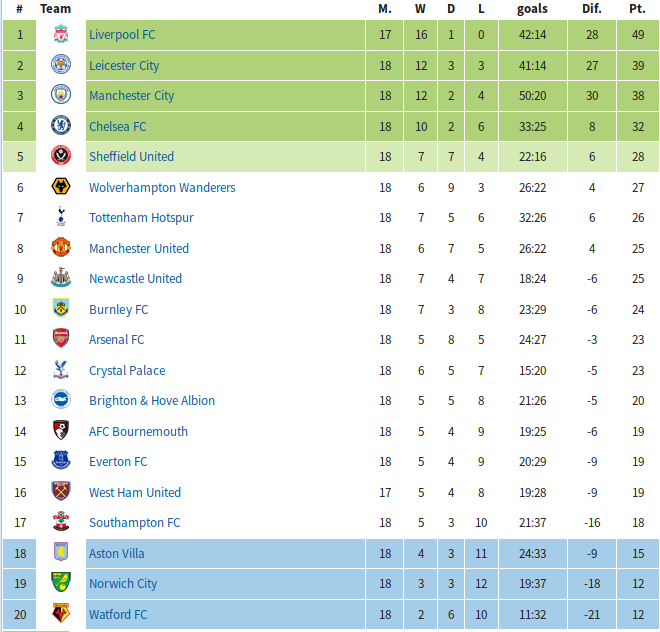 # Team M. W D L goals Dif. Pt.
1 Liverpool FC 17 16 1 0 42:14 28 49
2 Leicester City 18 12 3 3 41:14 27 39
3 Manchester City 18 12 2 4 50:20 30 38
4 Chelsea FC 18 10 2 6 33:25 8 32
5 Sheffield United 18 7 7 4 22:16 6 28
6 Wolverhampton Wanderers 18 6 9 3 26:22 4 27
7 Tottenham Hotspur 18 7 5 6 32:26 6 26
8 Manchester United 18 6 7 5 26:22 4 25
9 Newcastle United 18 7 4 7 18:24 -6 25
10 Burnley FC 18 7 3 8 23:29 -6 24
11 Arsenal FC 18 5 8 5 24:27 -3 23
12 Crystal Palace 18 6 5 7 15:20 -5 23
13 Brighton & Hove Albion 18 5 5 8 21:26 -5 20
14 AFC Bournemouth 18 5 4 9 19:25 -6 19
15 Everton FC 18 5 4 9 20:29 -9 19
16 West Ham United 17 5 4 8 19:28 -9 19
17 Southampton FC 18 5 3 10 21:37 -16 18
18 Aston Villa 18 4 3 11 24:33 -9 15
19 Norwich City 18 3 3 12 19:37 -18 12
20 Watford FC 18 2 6 10 11:32 -21 12